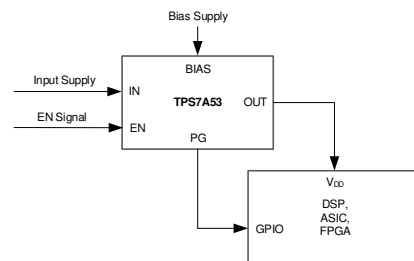 Bias Supply
BIAS
Input Supply
IN
TPS7A53
OUT
EN Signal
EN
PG
VDD
DSP,
ASIC,
FPGA
GPIO